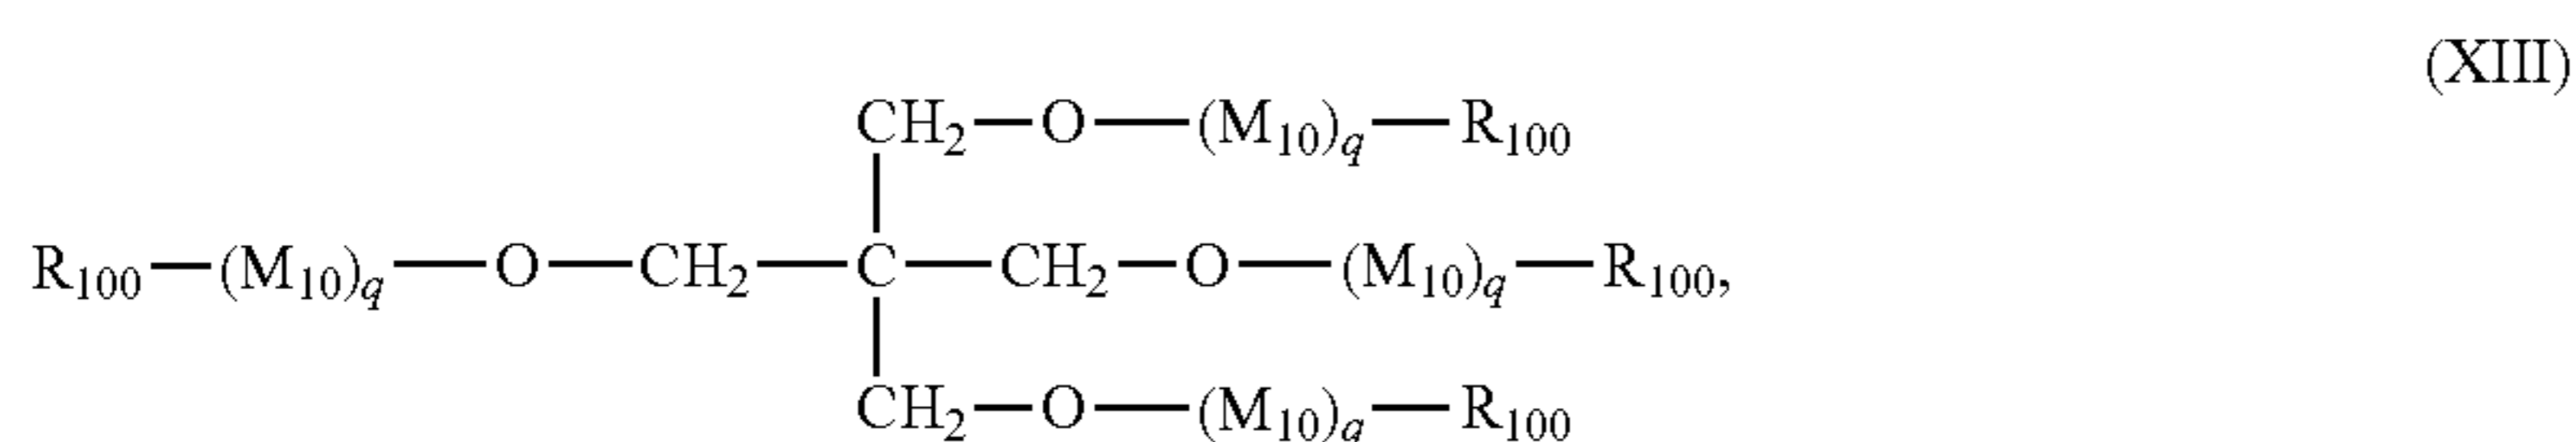 (XIII)
CH2—O—(M10)q—R100
R100—(M10)q—O—CH2—C—CH2—O—(M10)q—R100,
CH2—O—(M10)q—R100